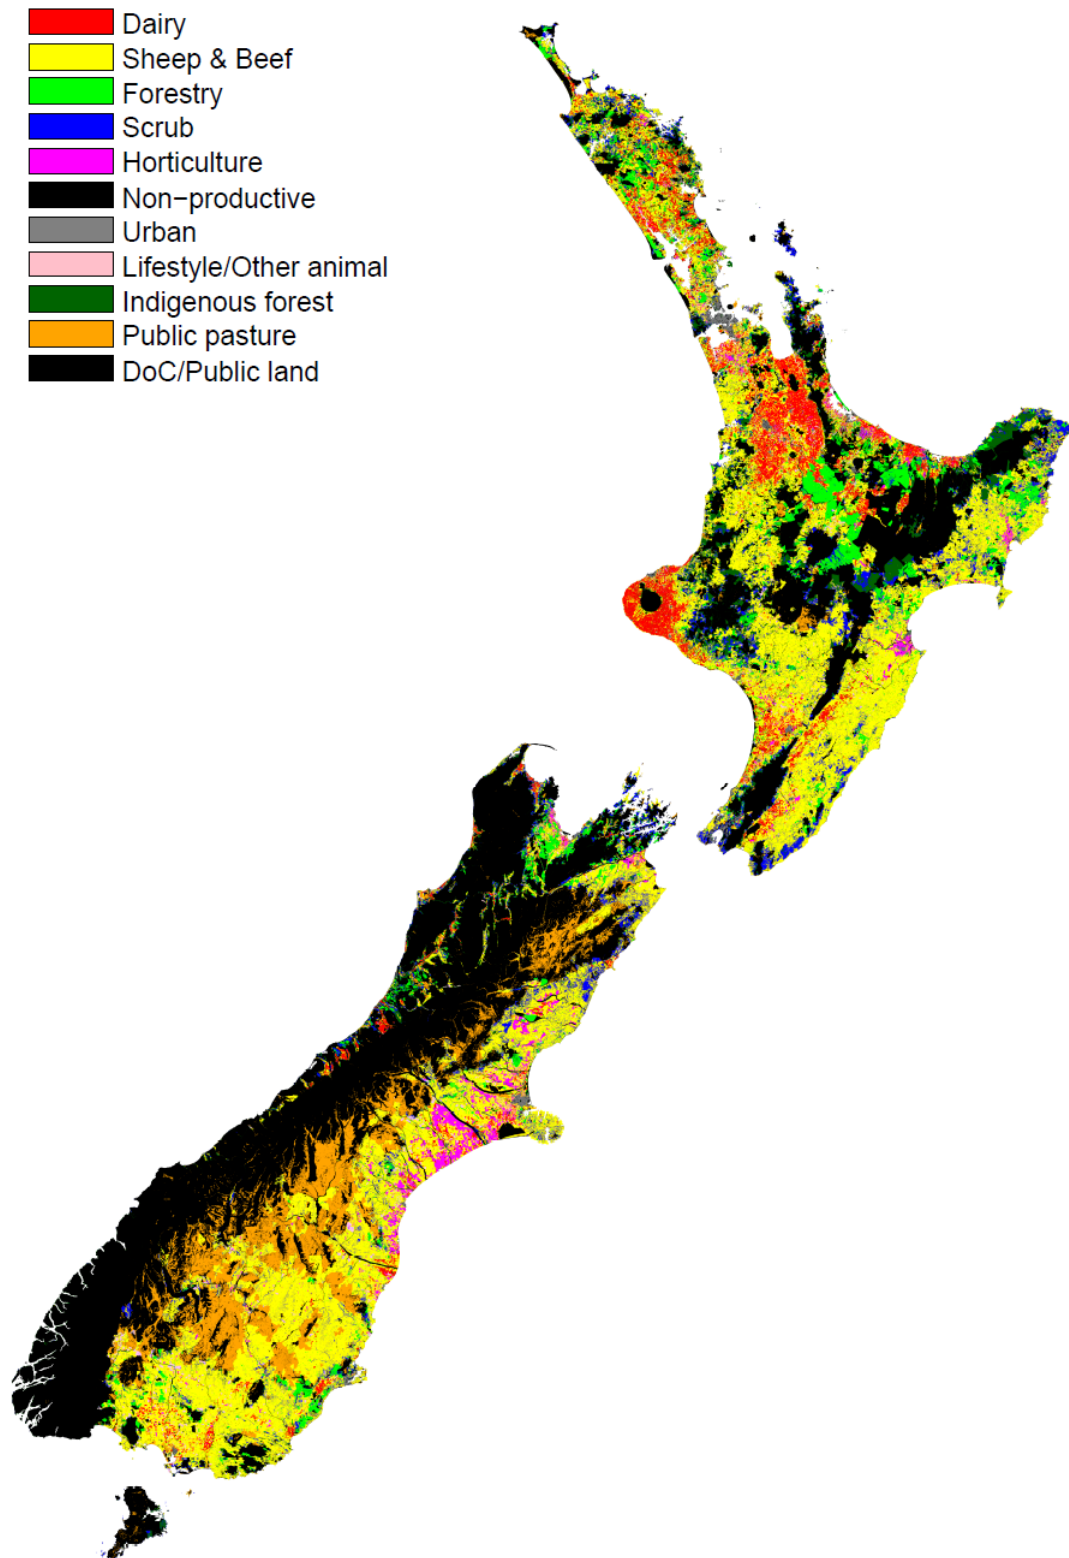 Dairy
Sheep & Beef
Forestry
Scrub
Horticulture
Non−productive
Urban
Lifestyle/Other animal
Indigenous forest
Public pasture
DoC/Public land